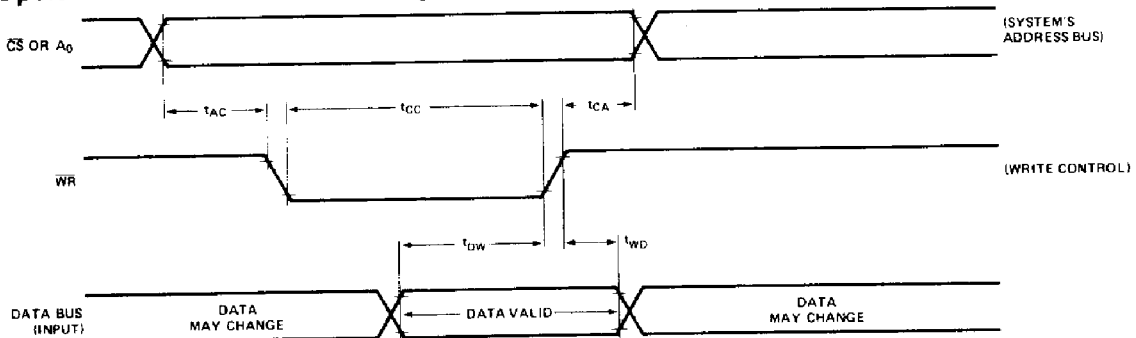 CS OR A0
(SYSTEM'S
ADDRESS BUS)
tAC
tCC
tCA
WR
(WRITE CONTROL)
tDW
tWD
DATA BUS
(INPUT)
DATA
MAY CHANGE
DATA VALID
DATA
MAY CHANGE